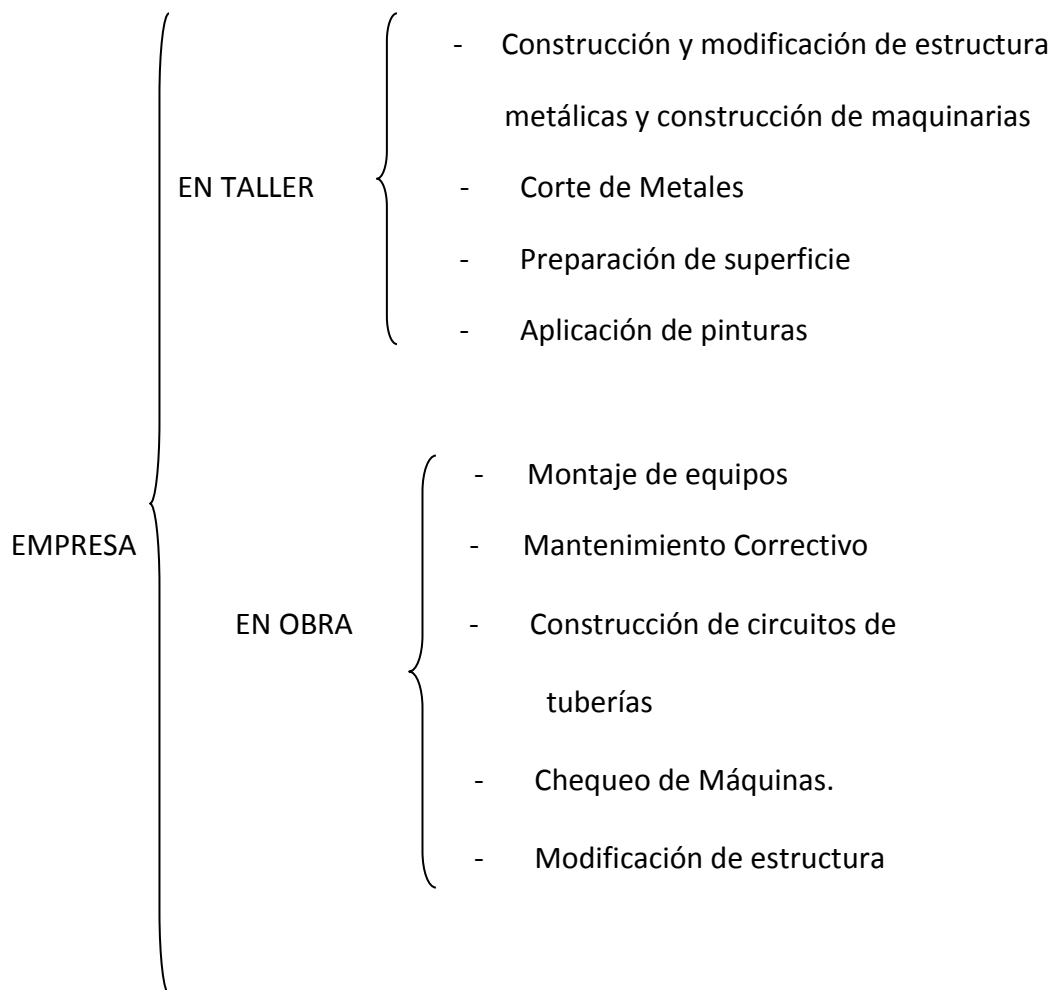 - Construcción y modificación de estructura
metálicas y construcción de maquinarias
EN TALLER
- Corte de Metales
- Preparación de superficie
- Aplicación de pinturas
- Montaje de equipos
EMPRESA
- Mantenimiento Correctivo
EN OBRA
- Construcción de circuitos de
tuberías
- Chequeo de Máquinas.
- Modificación de estructura